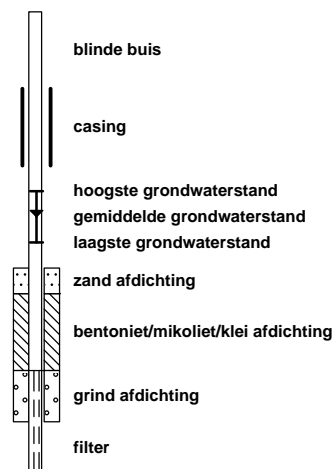 blinde buis
casing
hoogste grondwaterstand
gemiddelde grondwaterstand
laagste grondwaterstand
zand afdichting
bentoniet/mikoliet/klei afdichting
grind afdichting
filter